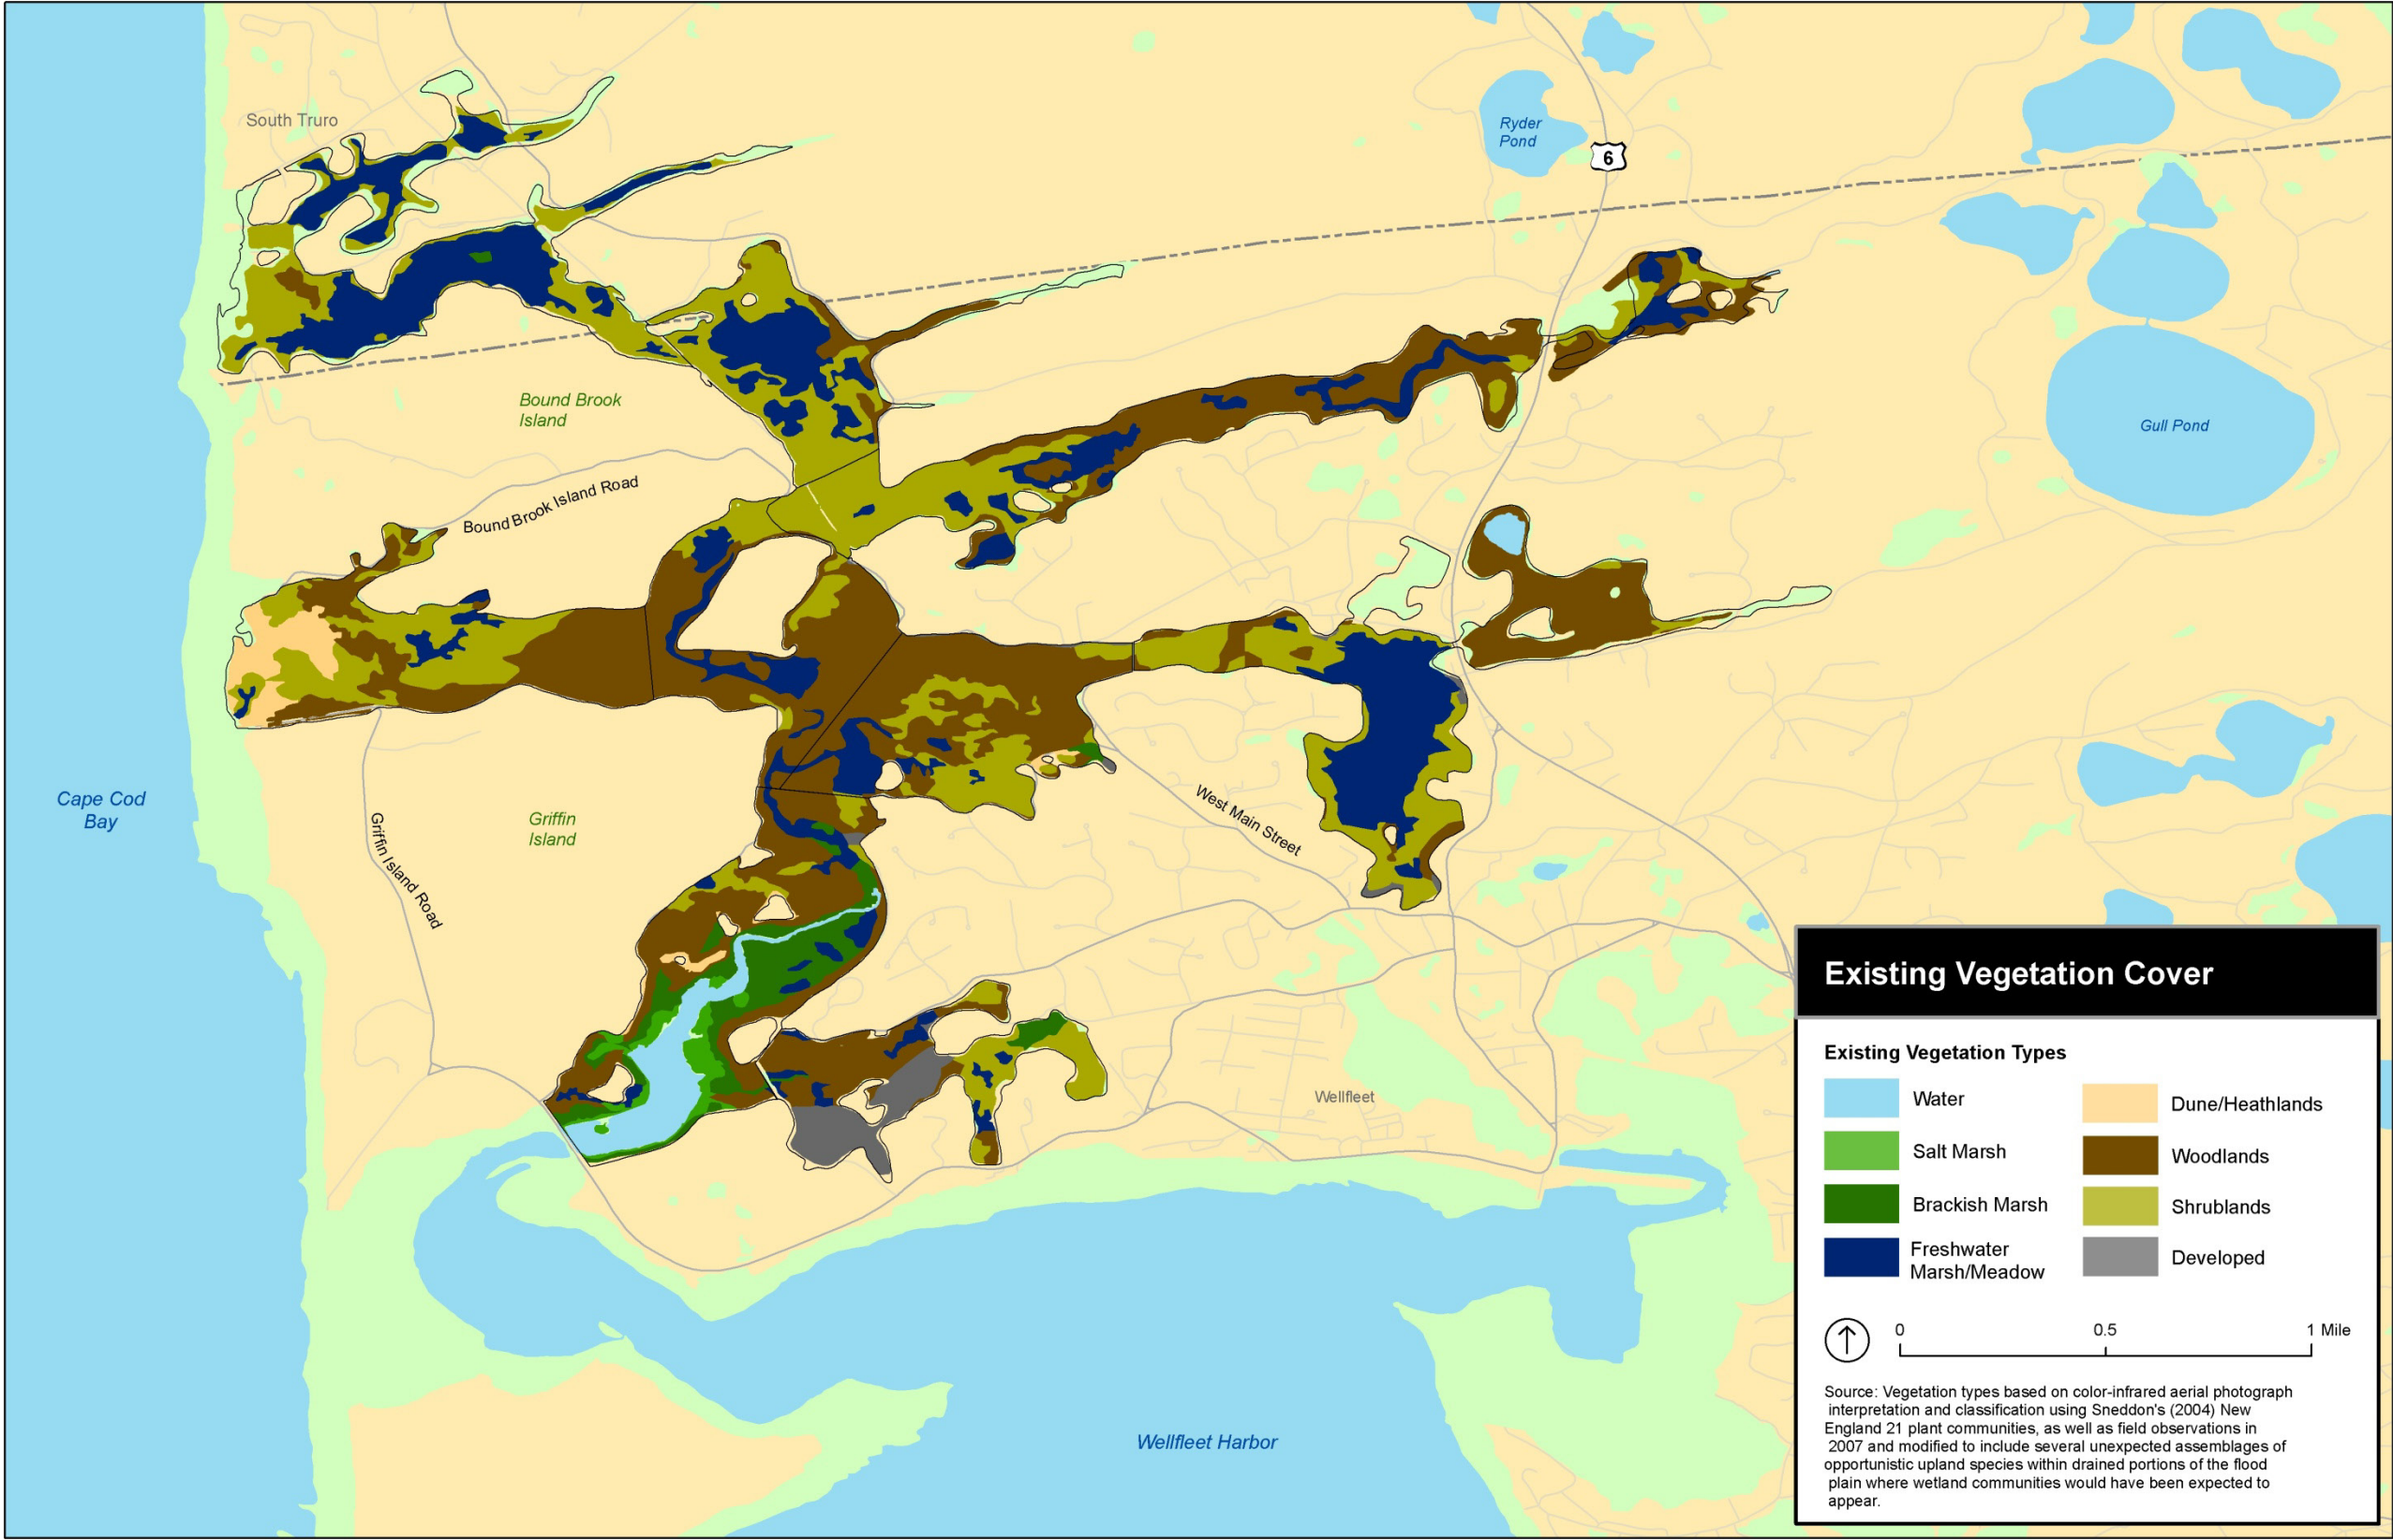 South Truro
Ryder
Pond
6
Bound Brook
Island
Gull Pond
Bound Brook Island Road
Cape Cod
Bay
Griffin
Island
Griffin Island Road
West Main Street
Wellfleet
Wellfleet Harbor
Existing Vegetation Cover
Existing Vegetation Types
Water
Salt Marsh
Brackish Marsh
Freshwater
Marsh/Meadow
Dune/Heathlands
Woodlands
Shrublands
Developed
0 0.5 1 Mile
Source: Vegetation types based on color-infrared aerial photograph
interpretation and classification using Sneddon's (2004) New
England 21 plant communities, as well as field observations in
2007 and modified to include several unexpected assemblages of
opportunistic upland species within drained portions of the flood
plain where wetland communities would have been expected to
appear.